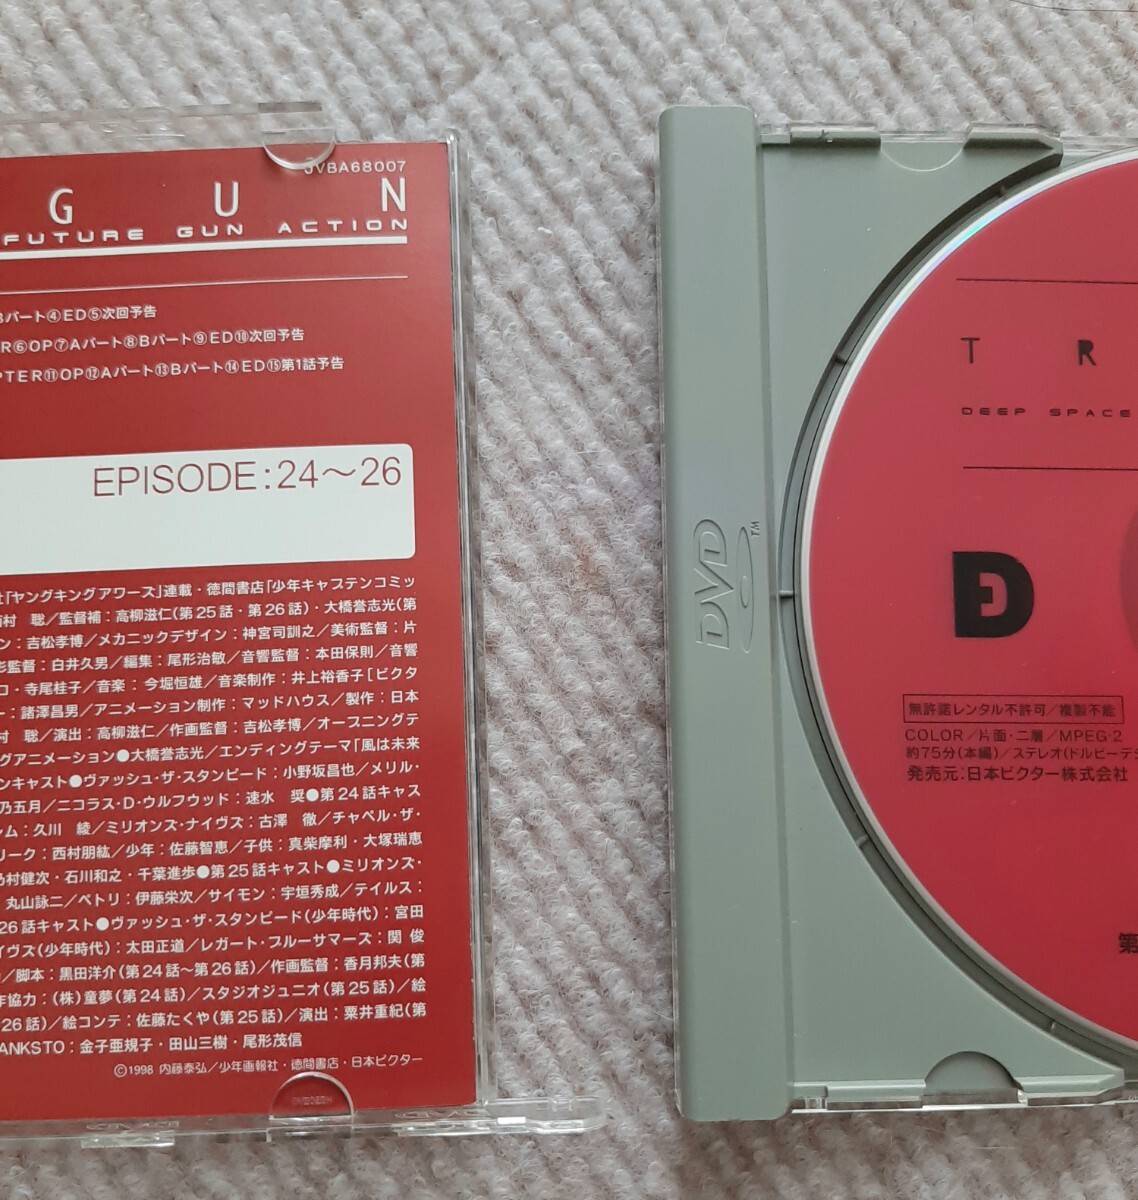 JVBA68007
GUN
FUTURE GUN ACTION
Bパート④ED⑤次回予告
R⑥OP⑦Aパート⑧Bパート⑨ED⑩次回予告
PTER⑪OP⑫Aパート⑬Bパート⑭ED⑮第1話予告
EPISODE:24～26
社「ヤングキングアワーズ」連載・徳間書店「少年キャプテンコミッ
西村　聡／監督補：高柳滋仁(第25話・第26話)・大橋誉志光(第
ン：吉松孝博／メカニックデザイン：神宮司訓之／美術監督：片
影監督：白井久男／編集：尾形治敏／音響監督：本田保則／音響
コ・寺尾桂子／音楽：今堀恒雄／音楽制作：井上裕香子[ビクタ
ー：諸澤昌男／アニメーション制作：マッドハウス／製作：日本
村　聡／演出：高柳滋仁／作画監督：吉松孝博／オープニングテ
グアニメーション●大橋誉志光／エンディングテーマ「風は未来
ンキャスト●ヴァッシュ・ザ・スタンピード：小野坂昌也／メリル・
乃五月／ニコラス・D・ウルフウッド：速水　奨●第24話キャス
ム：久川　綾／ミリオンズ・ナイヴズ：古澤　徹／チャペル・ザ・
リーク：西村朋紘／少年：佐藤智恵／子供：真柴摩利・大塚瑞恵
乃村健次・石川和之・千葉進歩●第25話キャスト●ミリオンズ・
丸山詠二／ペトリ：伊藤栄次／サイモン：宇垣秀成／テイルス：
26話キャスト●ヴァッシュ・ザ・スタンピード(少年時代)：宮田
イヴズ(少年時代)：太田正道／レガート・ブルーサマーズ：関　俊
／脚本：黒田洋介(第24話～第26話)／作画監督：香月邦夫(第
作協力：(株)童夢(第24話)／スタジオジュニオ(第25話)／絵
26話)／絵コンテ：佐藤たくや(第25話)／演出：粟井重紀(第
ANKSTO：金子亜規子・田山三樹・尾形茂信
©1998 内藤泰弘／少年画報社・徳間書店・日本ビクター
DVD
TM
TR
DEEP SPACE
D
無許諾レンタル不許可／複製不能
COLOR／片面・二層／MPEG-2
約75分(本編)／ステレオ(ドルビーデジ
発売元：日本ビクター株式会社
第